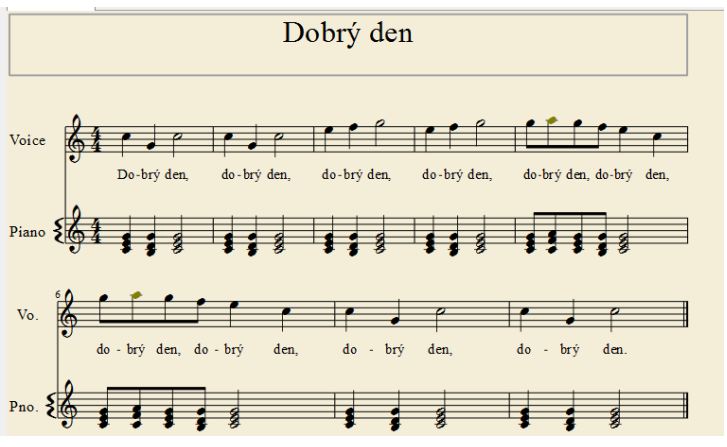 Dobrý den
Voice
Do-brý den, do-brý den, do-brý den, do-brý den, do-brý den, do-brý den,
Piano
6
Vo.
do - brý den, do - brý den, do - brý den, do - brý den.
Pno.